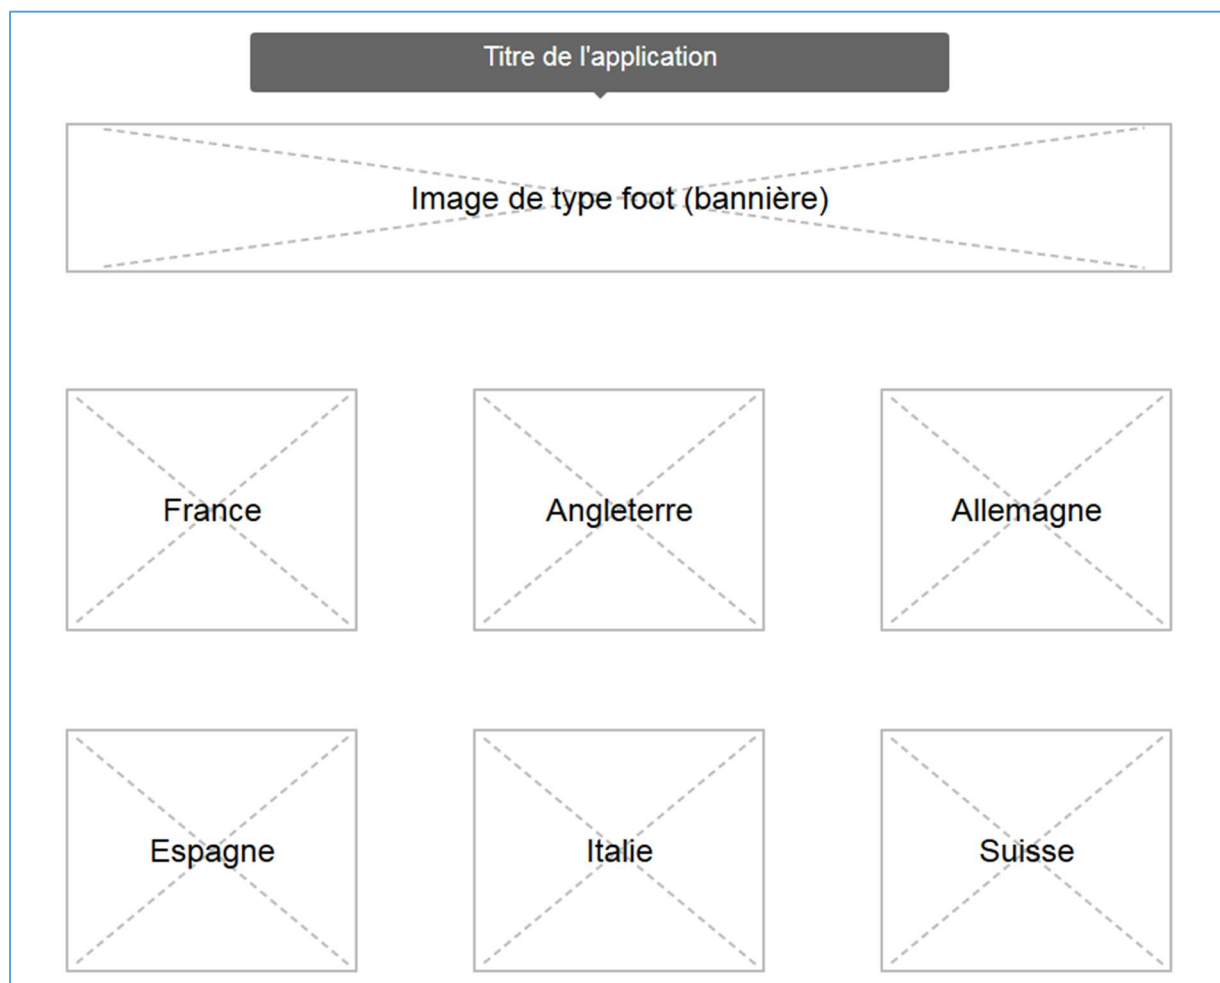 Titre de l'application
Image de type foot (bannière)
France
Angleterre
Allemagne
Espagne
Italie
Suisse